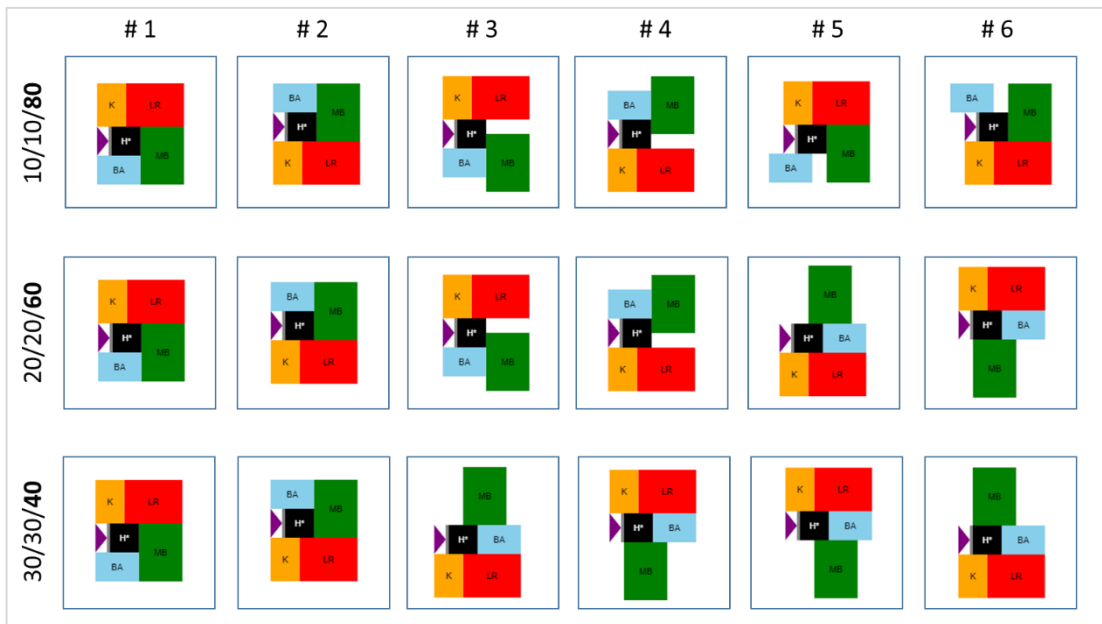 # 1 # 2 # 3 # 4 # 5 # 6
10/10/80
K LR H* MB BA
BA MB H* K LR
K LR H* BA MB
BA MB H* K LR
K LR H* MB BA
BA MB H* K LR
20/20/60
K LR H* MB BA
BA MB H* K LR
K LR H* BA MB
BA MB H* K LR
MB H* BA K LR
K LR H* BA MB
30/30/40
K LR H* MB BA
BA MB H* K LR
MB H* BA K LR
K LR H* BA MB
K LR H* BA MB
MB H* BA K LR